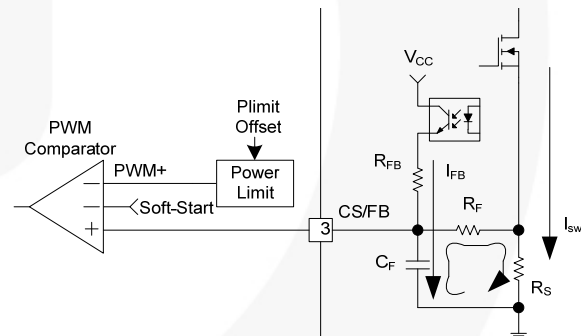 V_CC
Plimit
Offset
PWM
Comparator
PWM+
Power
Limit
Soft-Start
3
CS/FB
R_FB
I_FB
R_F
I_sw
C_F
R_S